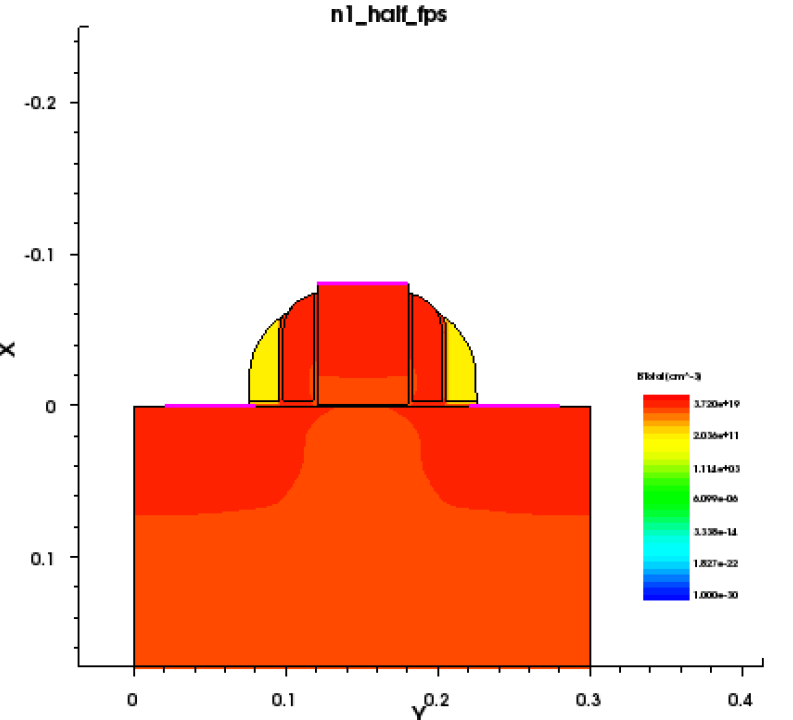 n1_half_fps
-0.2
-0.1
X
0
0.1
BTotal (cm^-3)
3.720e+19
2.036e+11
1.114e+03
6.099e-06
3.338e-14
1.827e-22
1.000e-30
0 0.1 0.2 0.3 0.4
Y